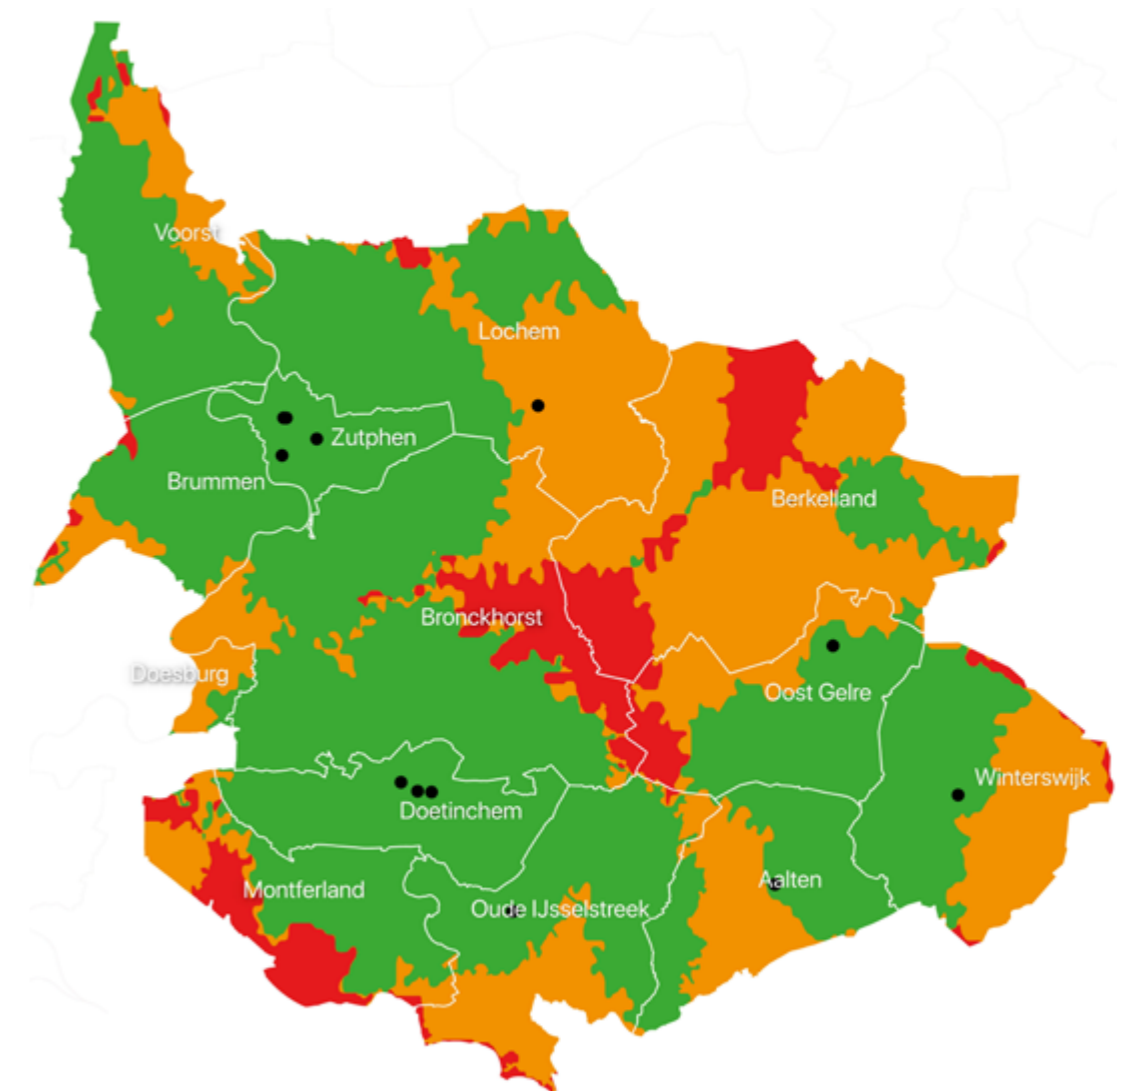 Voorst
Lochem
Zutphen
Brummen
Berkelland
Bronckhorst
Doesburg
Oost Gelre
Winterswijk
Doetinchem
Aalten
Montferland
Oude IJsselstreek